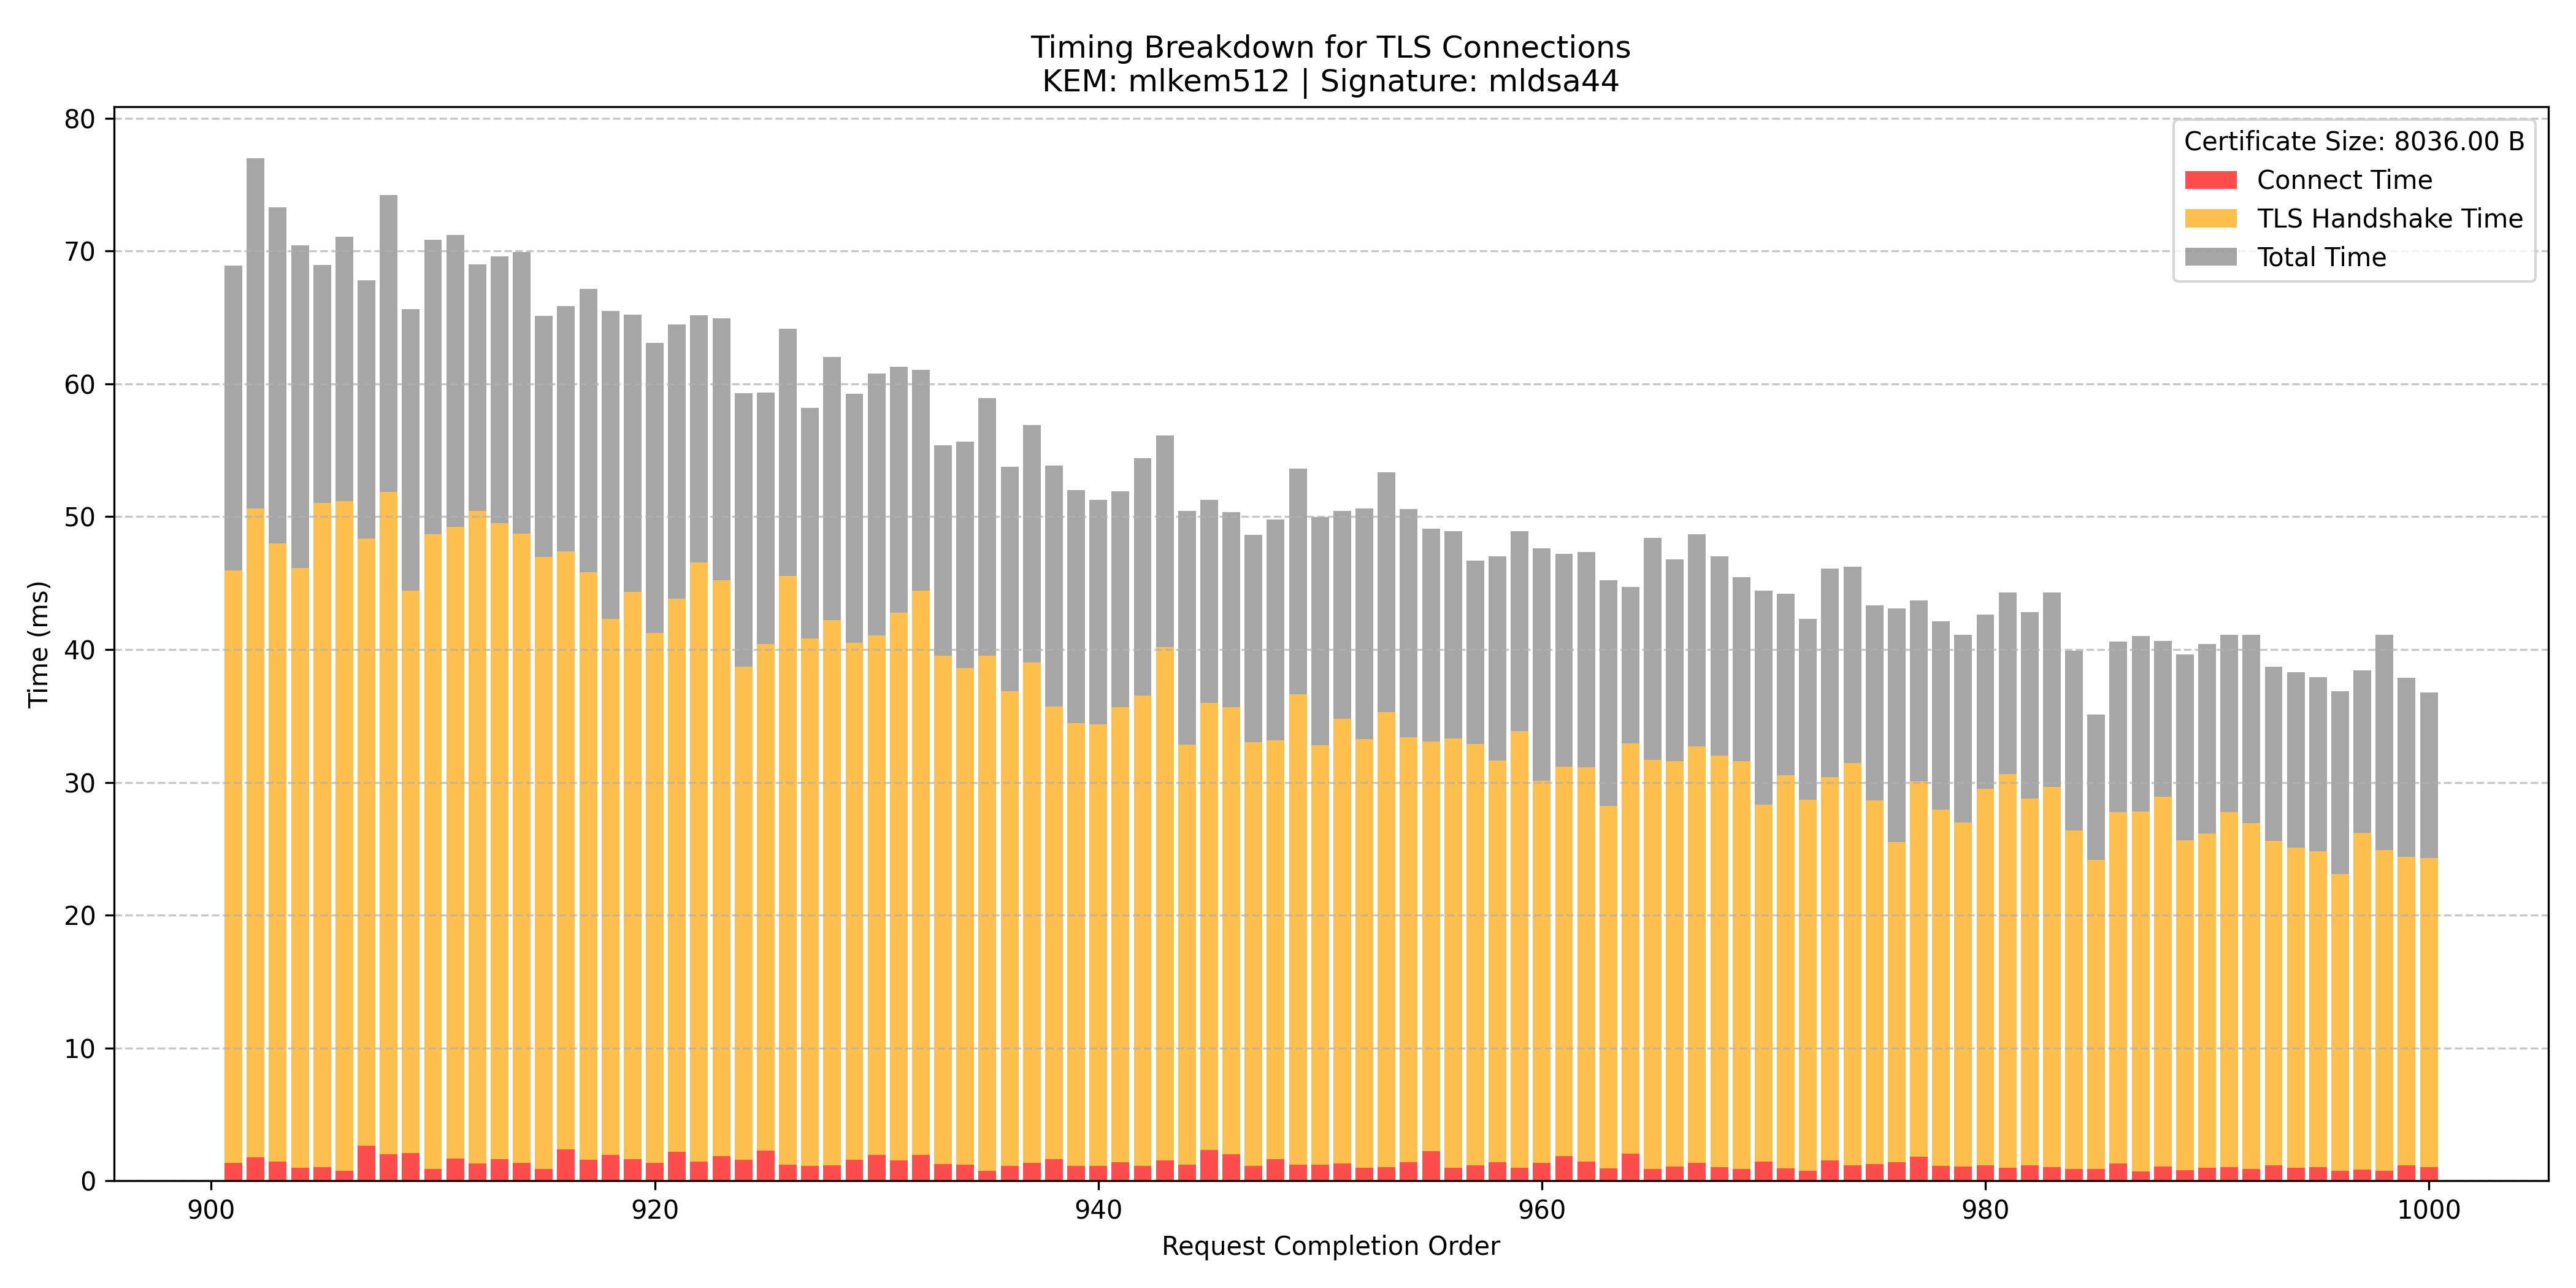 Timing Breakdown for TLS Connections
KEM: mlkem512 | Signature: mldsa44
Certificate Size: 8036.00 B
Connect Time
TLS Handshake Time
Total Time
Time (ms)
80
70
60
50
40
30
20
10
0
900 920 940 960 980 1000
Request Completion Order